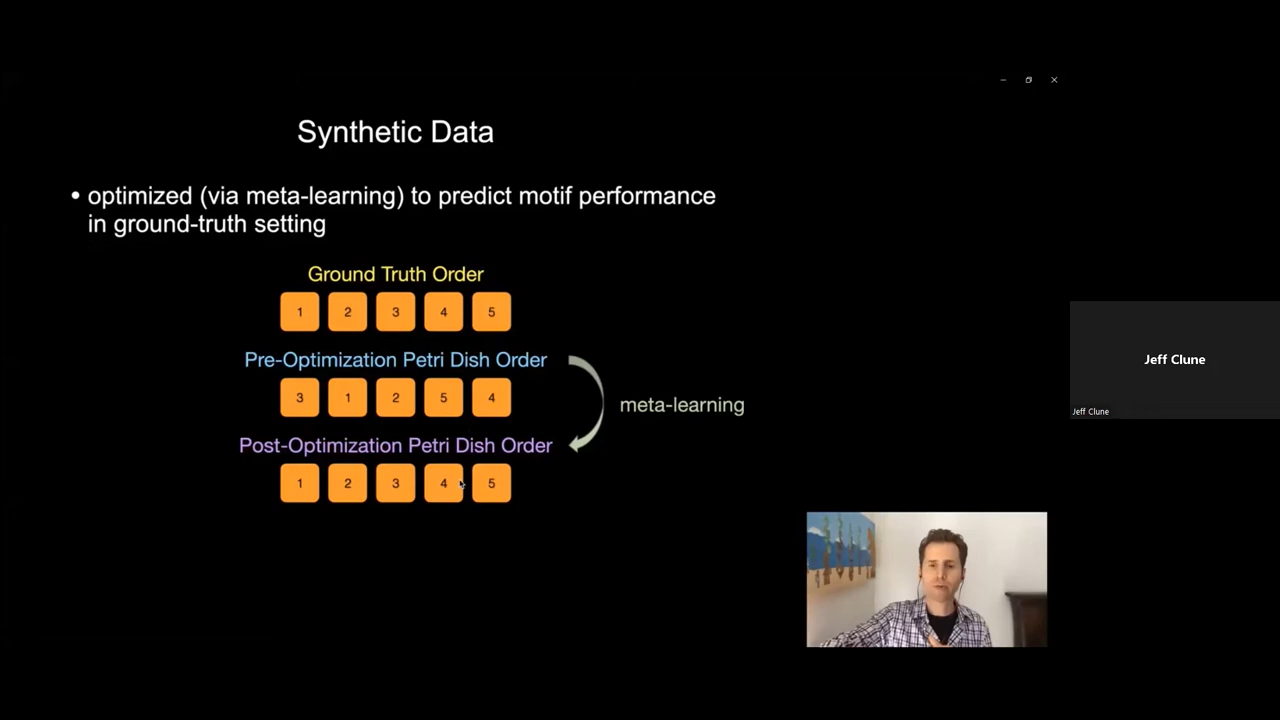 Synthetic Data
• optimized (via meta-learning) to predict motif performance
in ground-truth setting
Ground Truth Order
1 2 3 4 5
Pre-Optimization Petri Dish Order
3 1 2 5 4
meta-learning
Post-Optimization Petri Dish Order
1 2 3 4 5
Jeff Clune
Jeff Clune